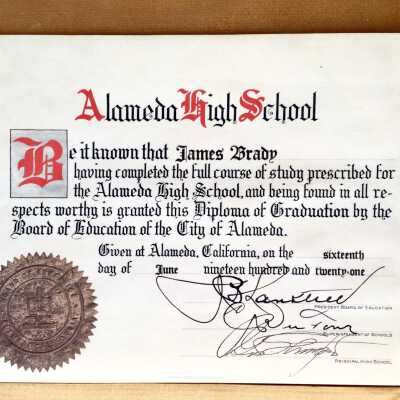 Alameda High School
Be it known that James Brady
having completed the full course of study prescribed for
the Alameda High School, and being found in all re-
spects worthy is granted this Diploma of Graduation by the
Board of Education of the City of Alameda.
Given at Alameda, California, on the sixteenth
day of June nineteen hundred and twenty-one
PRESIDENT BOARD OF EDUCATION
SUPERINTENDENT OF SCHOOLS
PRINCIPAL HIGH SCHOOL